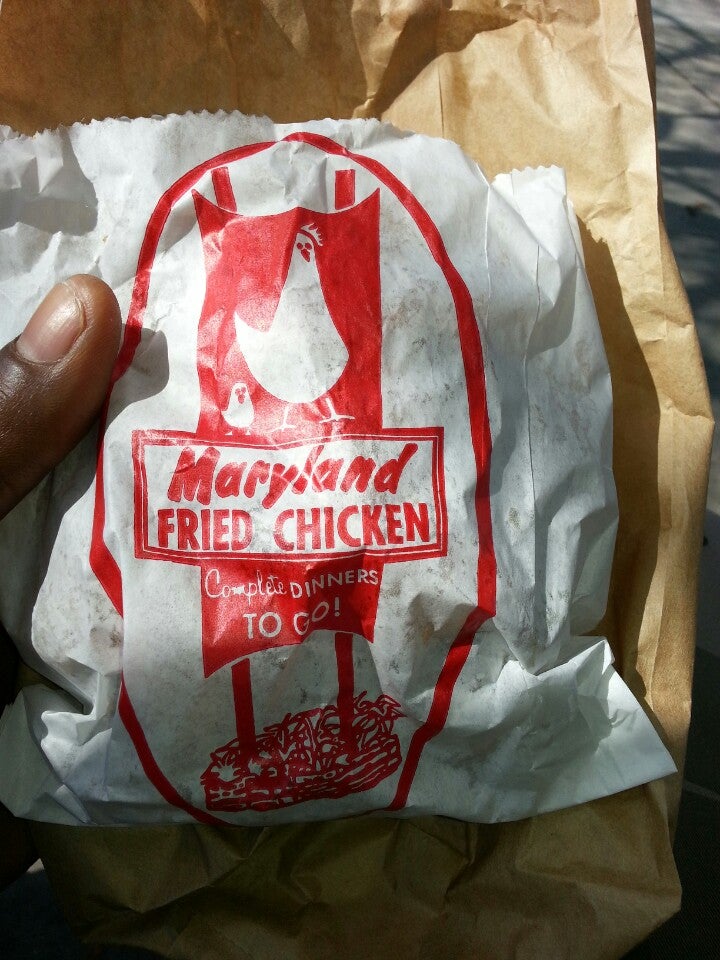 Maryland
FRIED CHICKEN
Complete DINNERS
TO GO!